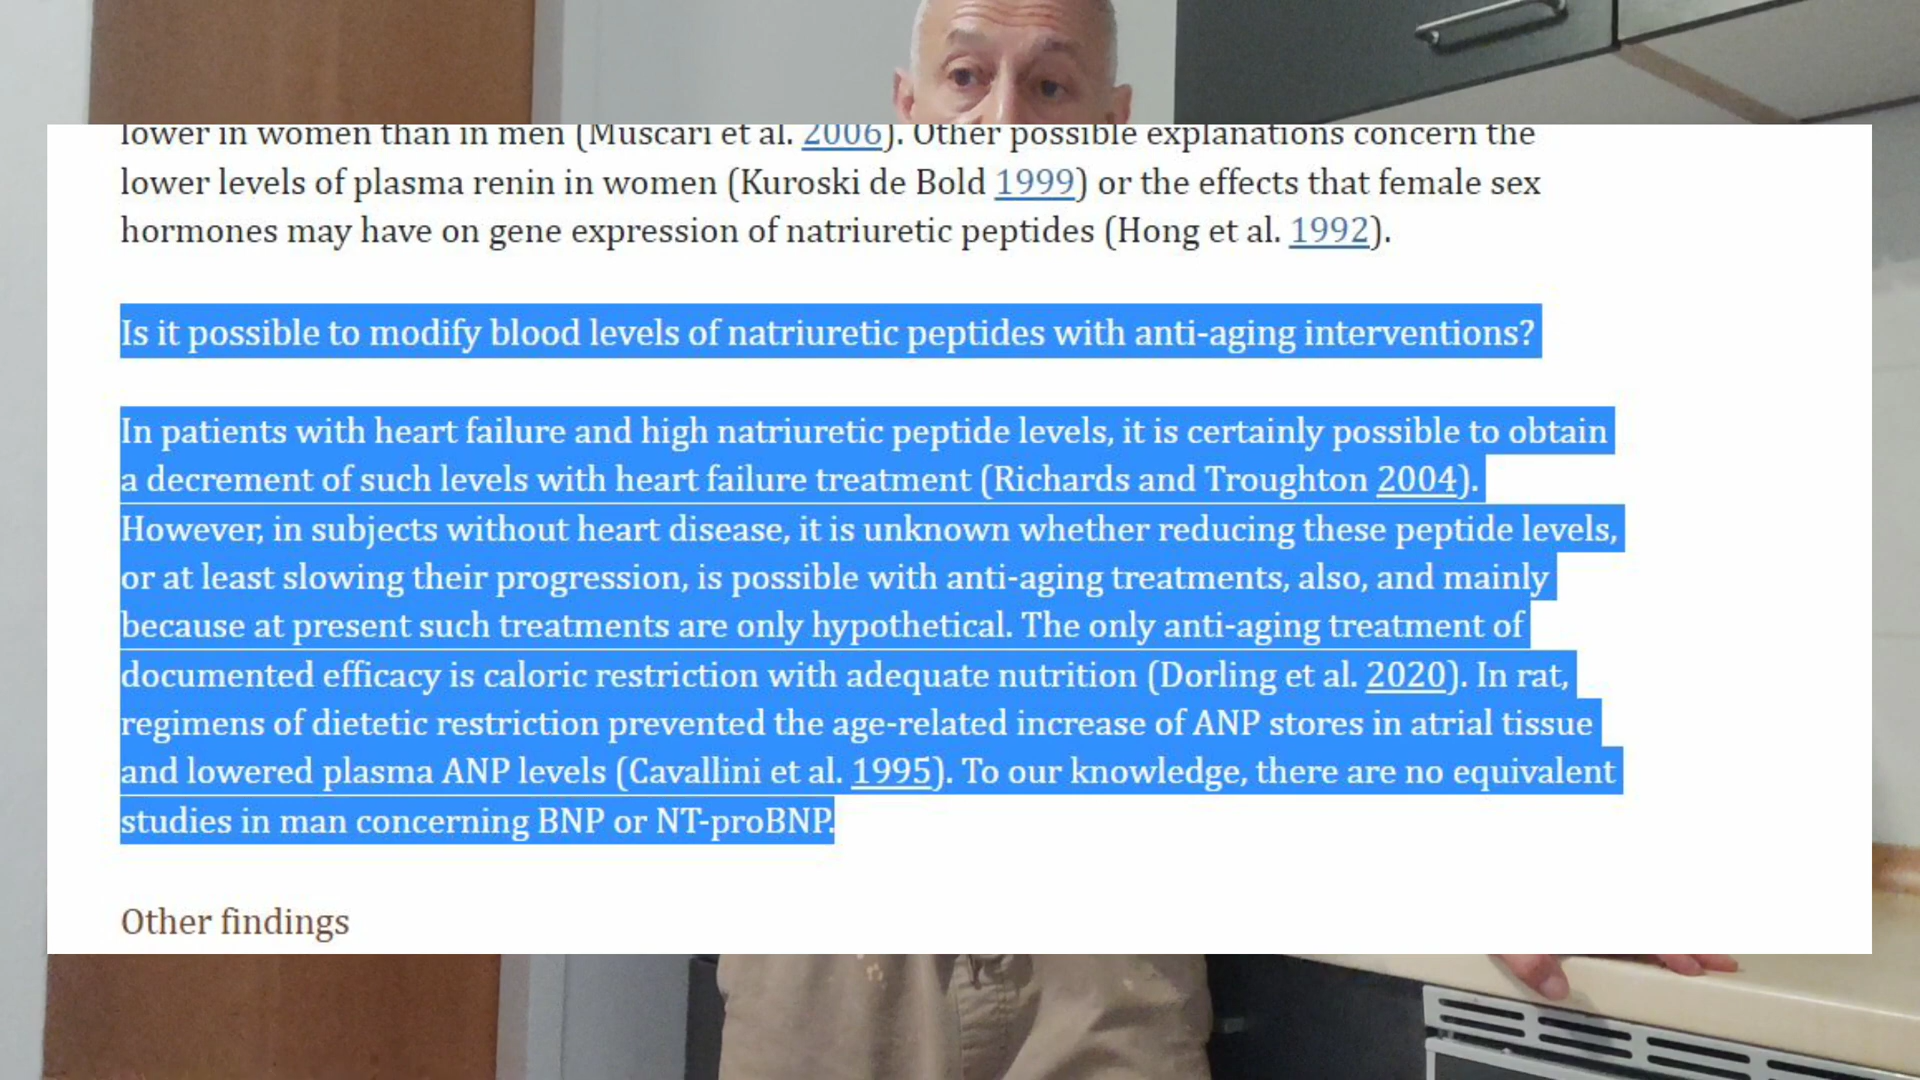 lower in women than in men (Muscari et al. 2006). Other possible explanations concern the
lower levels of plasma renin in women (Kuroski de Bold 1999) or the effects that female sex
hormones may have on gene expression of natriuretic peptides (Hong et al. 1992).
Is it possible to modify blood levels of natriuretic peptides with anti-aging interventions?
In patients with heart failure and high natriuretic peptide levels, it is certainly possible to obtain
a decrement of such levels with heart failure treatment (Richards and Troughton 2004).
However, in subjects without heart disease, it is unknown whether reducing these peptide levels,
or at least slowing their progression, is possible with anti-aging treatments, also, and mainly
because at present such treatments are only hypothetical. The only anti-aging treatment of
documented efficacy is caloric restriction with adequate nutrition (Dorling et al. 2020). In rat,
regimens of dietetic restriction prevented the age-related increase of ANP stores in atrial tissue
and lowered plasma ANP levels (Cavallini et al. 1995). To our knowledge, there are no equivalent
studies in man concerning BNP or NT-proBNP.
Other findings